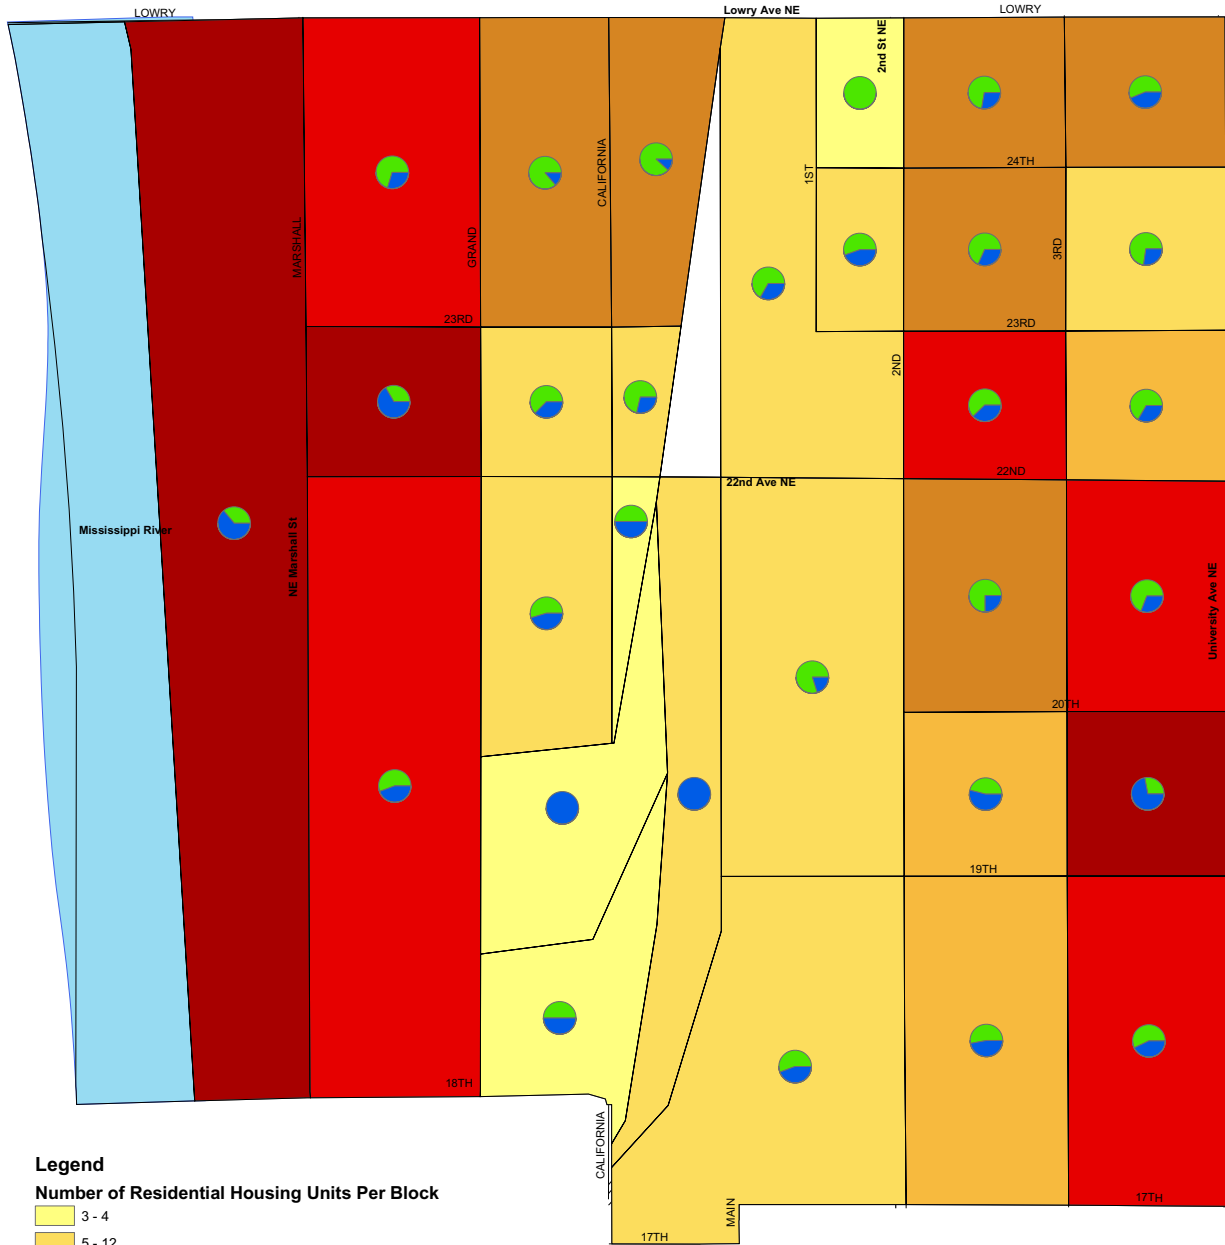 LOWRY
Lowry Ave NE
LOWRY
2nd St NE
CALIFORNIA
24TH
1ST
MARSHALL
GRAND
3RD
23RD
23RD
2ND
22ND
22nd Ave NE
Mississippi River
NE Marshall St
University Ave NE
20TH
19TH
18TH
CALIFORNIA
MAIN
17TH
17TH
Legend
Number of Residential Housing Units Per Block
3 - 4
5 - 12